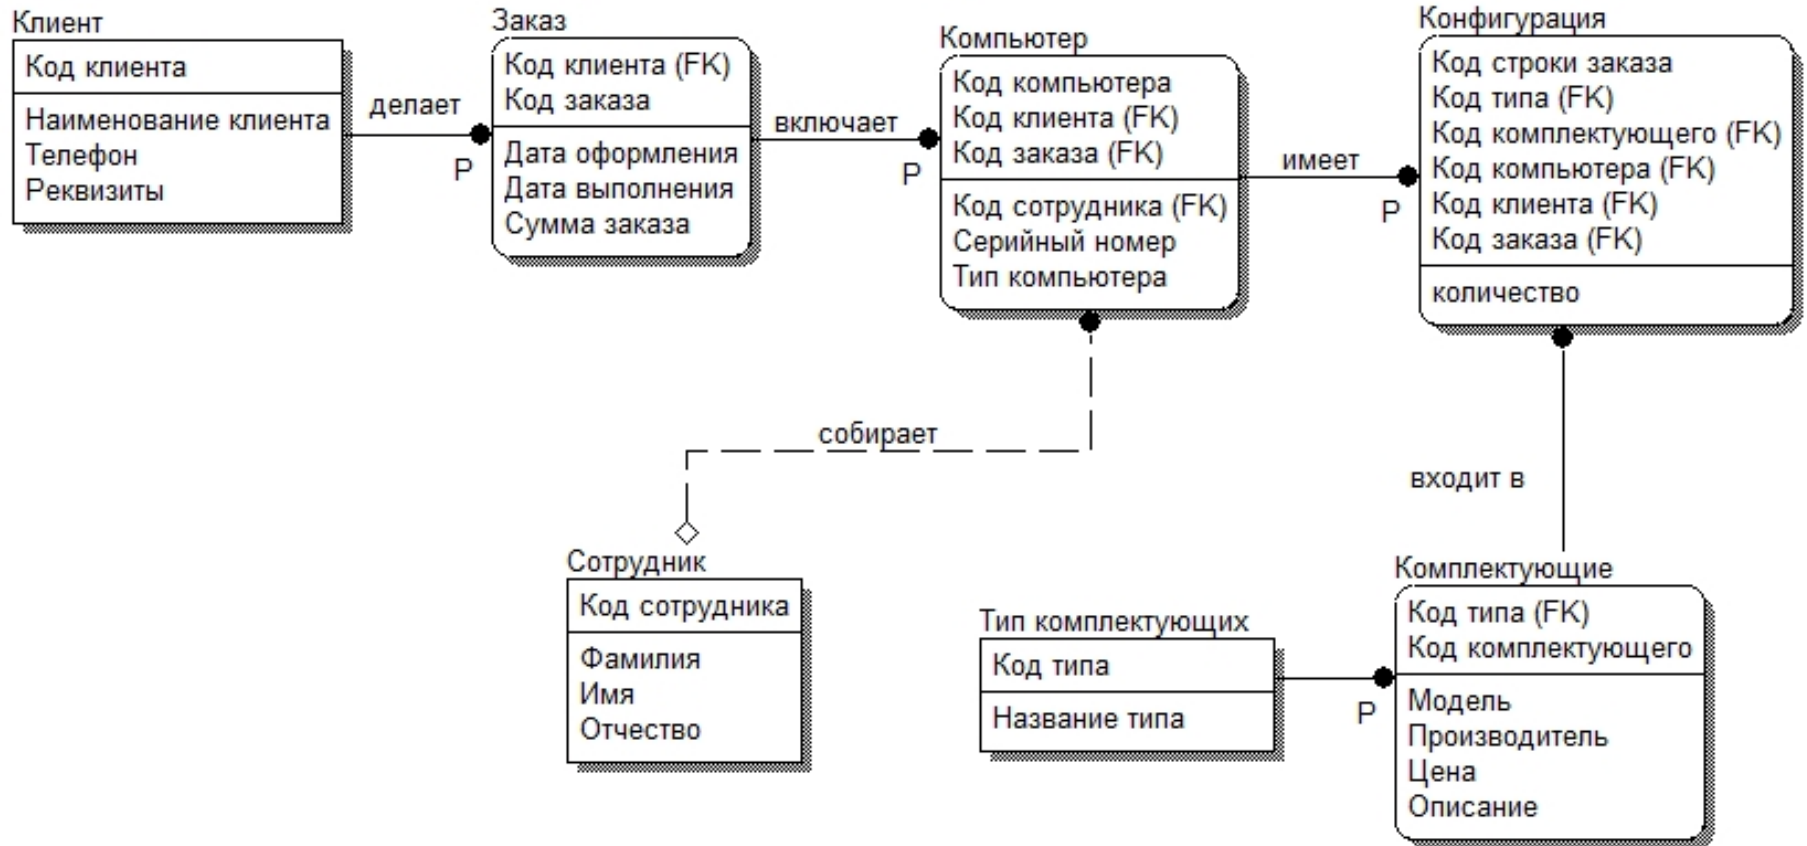 Клиент
Код клиента
Наименование клиента
Телефон
Реквизиты
делает
P
Заказ
Код клиента (FK)
Код заказа
Дата оформления
Дата выполнения
Сумма заказа
включает
P
Компьютер
Код компьютера
Код клиента (FK)
Код заказа (FK)
Код сотрудника (FK)
Серийный номер
Тип компьютера
имеет
P
Конфигурация
Код строки заказа
Код типа (FK)
Код комплектующего (FK)
Код компьютера (FK)
Код клиента (FK)
Код заказа (FK)
количество
собирает
входит в
Сотрудник
Код сотрудника
Фамилия
Имя
Отчество
Тип комплектующих
Код типа
Название типа
P
Комплектующие
Код типа (FK)
Код комплектующего
Модель
Производитель
Цена
Описание